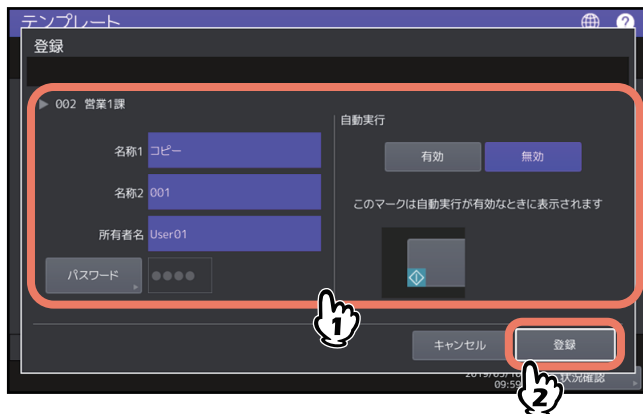 テンプレート
?
登録
002 営業1課
自動実行
名称1 コピー
有効 無効
名称2 001
このマークは自動実行が有効なときに表示されます
所有者名 User01
パスワード
1
キャンセル 登録
状況確認
09:59
2